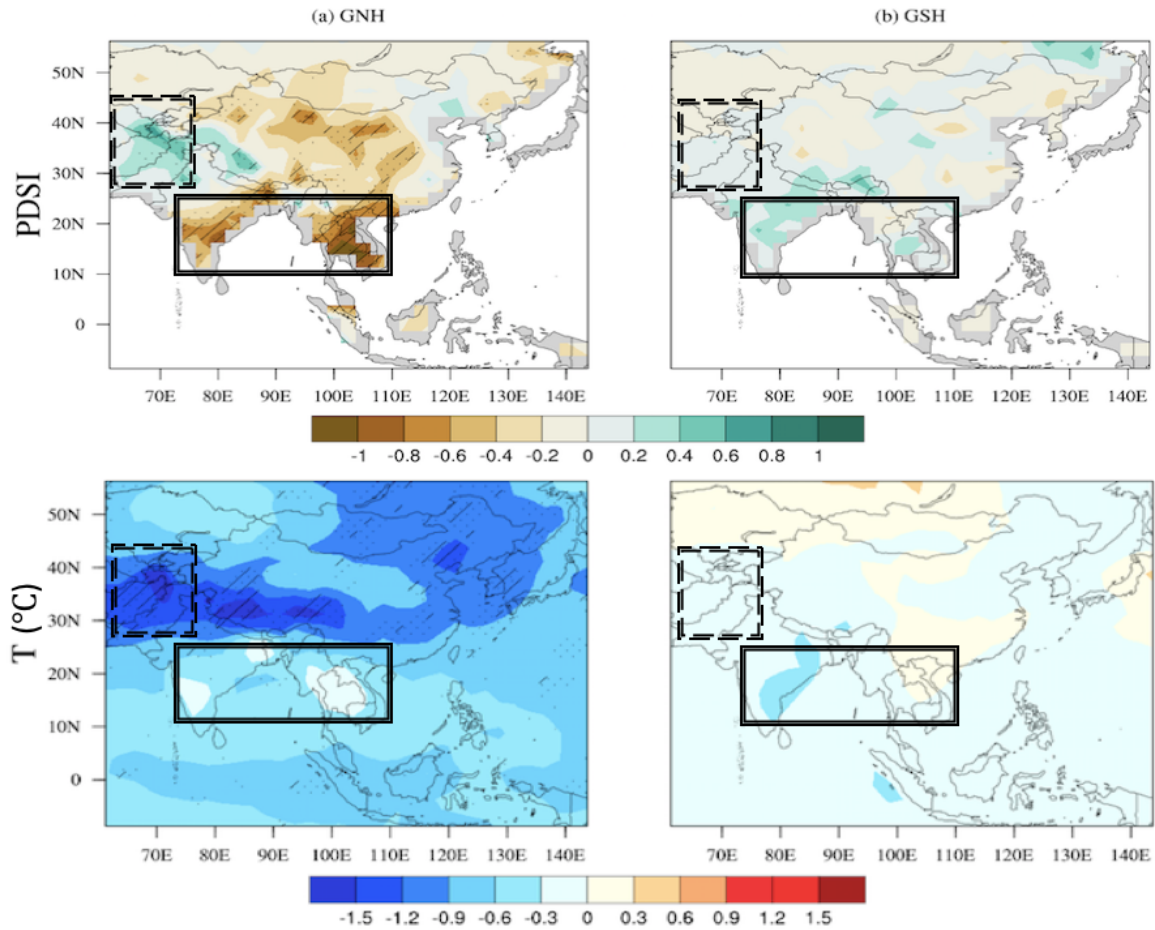 (a) GNH
(b) GSH
PDSI
50N
40N
30N
20N
10N
0
70E 80E 90E 100E 110E 120E 130E 140E
70E 80E 90E 100E 110E 120E 130E 140E
-1 -0.8 -0.6 -0.4 -0.2 0 0.2 0.4 0.6 0.8 1
T (°C)
50N
40N
30N
20N
10N
0
70E 80E 90E 100E 110E 120E 130E 140E
70E 80E 90E 100E 110E 120E 130E 140E
-1.5 -1.2 -0.9 -0.6 -0.3 0 0.3 0.6 0.9 1.2 1.5